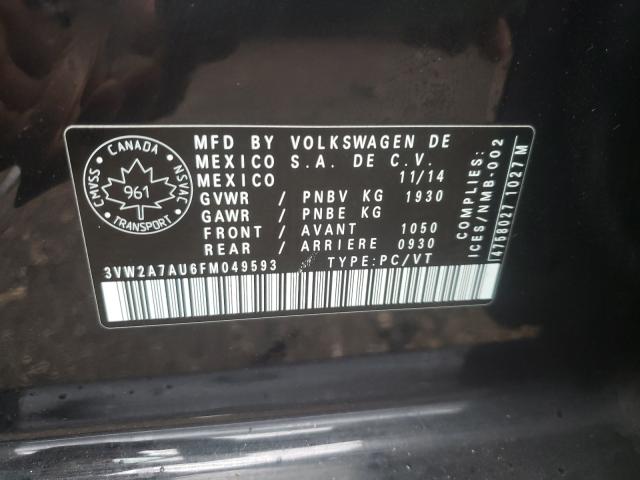 CANADA
CMVSS
961
NSVAC
TRANSPORT
MFD BY VOLKSWAGEN DE
MEXICO S.A. DE C.V.
MEXICO 11/14
GVWR / PNBV KG 1930
GAWR / PNBE KG
FRONT / AVANT 1050
REAR / ARRIERE 0930
3VW2A7AU6FM049593 TYPE:PC/VT
COMPLIES:
ICES/NMB-002
14758027 1027 M